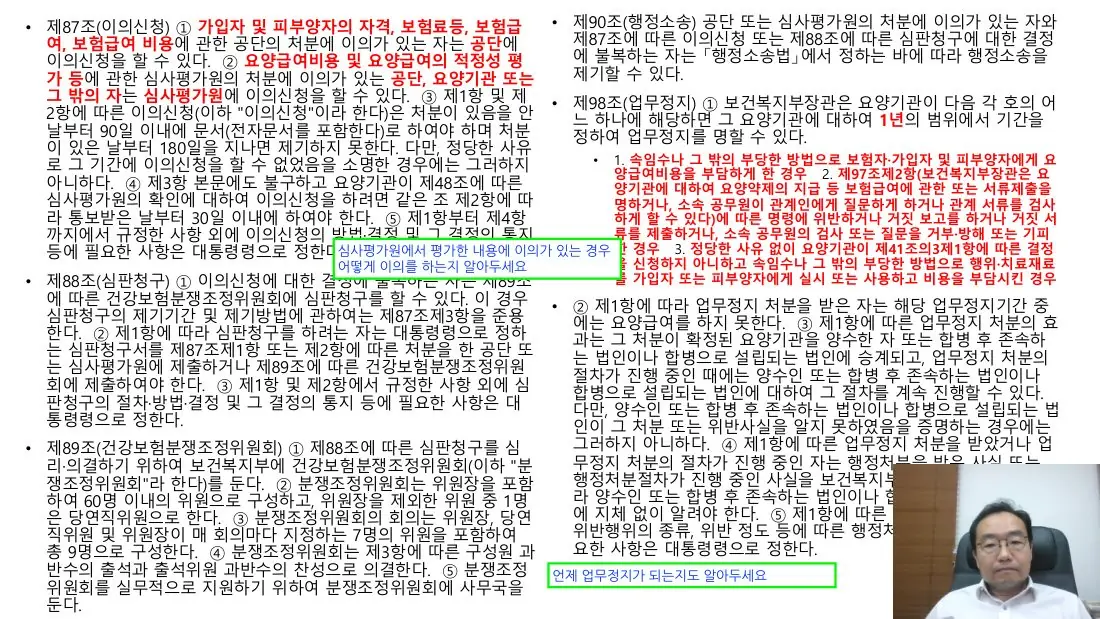 제87조(이의신청) ① 가입자 및 피부양자의 자격, 보험료등, 보험급
여, 보험급여 비용에 관한 공단의 처분에 이의가 있는 자는 공단에
이의신청을 할 수 있다. ② 요양급여비용 및 요양급여의 적정성 평
가 등에 관한 심사평가원의 처분에 이의가 있는 공단, 요양기관 또는
그 밖의 자는 심사평가원에 이의신청을 할 수 있다. ③ 제1항 및 제
2항에 따른 이의신청(이하 "이의신청"이라 한다)은 처분이 있음을 안
날부터 90일 이내에 문서(전자문서를 포함한다)로 하여야 하며 처분
이 있은 날부터 180일을 지나면 제기하지 못한다. 다만, 정당한 사유
로 그 기간에 이의신청을 할 수 없었음을 소명한 경우에는 그러하지
아니하다. ④ 제3항 본문에도 불구하고 요양기관이 제48조에 따른
심사평가원의 확인에 대하여 이의신청을 하려면 같은 조 제2항에 따
라 통보받은 날부터 30일 이내에 하여야 한다. ⑤ 제1항부터 제4항
까지에서 규정한 사항 외에 이의신청의 방법·결정 및 그 결정의 통지
등에 필요한 사항은 대통령령으로 정한
심사평가원에서 평가한 내용에 이의가 있는 경우
어떻게 이의를 하는지 알아두세요
제88조(심판청구) ① 이의신청에 대한 결정에 불복하는 자는 제89조
에 따른 건강보험분쟁조정위원회에 심판청구를 할 수 있다. 이 경우
심판청구의 제기기간 및 제기방법에 관하여는 제87조제3항을 준용
한다. ② 제1항에 따라 심판청구를 하려는 자는 대통령령으로 정하
는 심판청구서를 제87조제1항 또는 제2항에 따른 처분을 한 공단 또
는 심사평가원에 제출하거나 제89조에 따른 건강보험분쟁조정위원
회에 제출하여야 한다. ③ 제1항 및 제2항에서 규정한 사항 외에 심
판청구의 절차·방법·결정 및 그 결정의 통지 등에 필요한 사항은 대
통령령으로 정한다.
제89조(건강보험분쟁조정위원회) ① 제88조에 따른 심판청구를 심
리·의결하기 위하여 보건복지부에 건강보험분쟁조정위원회(이하 "분
쟁조정위원회"라 한다)를 둔다. ② 분쟁조정위원회는 위원장을 포함
하여 60명 이내의 위원으로 구성하고, 위원장을 제외한 위원 중 1명
은 당연직위원으로 한다. ③ 분쟁조정위원회의 회의는 위원장, 당연
직위원 및 위원장이 매 회의마다 지정하는 7명의 위원을 포함하여
총 9명으로 구성한다. ④ 분쟁조정위원회는 제3항에 따른 구성원 과
반수의 출석과 출석위원 과반수의 찬성으로 의결한다. ⑤ 분쟁조정
위원회를 실무적으로 지원하기 위하여 분쟁조정위원회에 사무국을
둔다.
제90조(행정소송) 공단 또는 심사평가원의 처분에 이의가 있는 자와
제87조에 따른 이의신청 또는 제88조에 따른 심판청구에 대한 결정
에 불복하는 자는 「행정소송법」에서 정하는 바에 따라 행정소송을
제기할 수 있다.
제98조(업무정지) ① 보건복지부장관은 요양기관이 다음 각 호의 어
느 하나에 해당하면 그 요양기관에 대하여 1년의 범위에서 기간을
정하여 업무정지를 명할 수 있다.
1. 속임수나 그 밖의 부당한 방법으로 보험자·가입자 및 피부양자에게 요
양급여비용을 부담하게 한 경우 2. 제97조제2항(보건복지부장관은 요
양기관에 대하여 요양약제의 지급 등 보험급여에 관한 또는 서류제출을
명하거나, 소속 공무원이 관계인에게 질문하게 하거나 관계 서류를 검사
하게 할 수 있다)에 따른 명령에 위반하거나 거짓 보고를 하거나 거짓 서
류를 제출하거나, 소속 공무원의 검사 또는 질문을 거부·방해 또는 기피
경우 3. 정당한 사유 없이 요양기관이 제41조의3제1항에 따른 결정
신청하지 아니하고 속임수나 그 밖의 부당한 방법으로 행위·치료재료
를 가입자 또는 피부양자에게 실시 또는 사용하고 비용을 부담시킨 경우
② 제1항에 따라 업무정지 처분을 받은 자는 해당 업무정지기간 중
에는 요양급여를 하지 못한다. ③ 제1항에 따른 업무정지 처분의 효
과는 그 처분이 확정된 요양기관을 양수한 자 또는 합병 후 존속하
는 법인이나 합병으로 설립되는 법인에 승계되고, 업무정지 처분의
절차가 진행 중인 때에는 양수인 또는 합병 후 존속하는 법인이나
합병으로 설립되는 법인에 대하여 그 절차를 계속 진행할 수 있다.
다만, 양수인 또는 합병 후 존속하는 법인이나 합병으로 설립되는 법
인이 그 처분 또는 위반사실을 알지 못하였음을 증명하는 경우에는
그러하지 아니하다. ④ 제1항에 따른 업무정지 처분을 받았거나 업
무정지 처분의 절차가 진행 중인 자는 행정처분을 받은 사실 또는
행정처분절차가 진행 중인 사실을 보건복지부
라 양수인 또는 합병 후 존속하는 법인이나
에 지체 없이 알려야 한다. ⑤ 제1항에 따른
위반행위의 종류, 위반 정도 등에 따른 행정처
요한 사항은 대통령령으로 정한다.
언제 업무정지가 되는지도 알아두세요